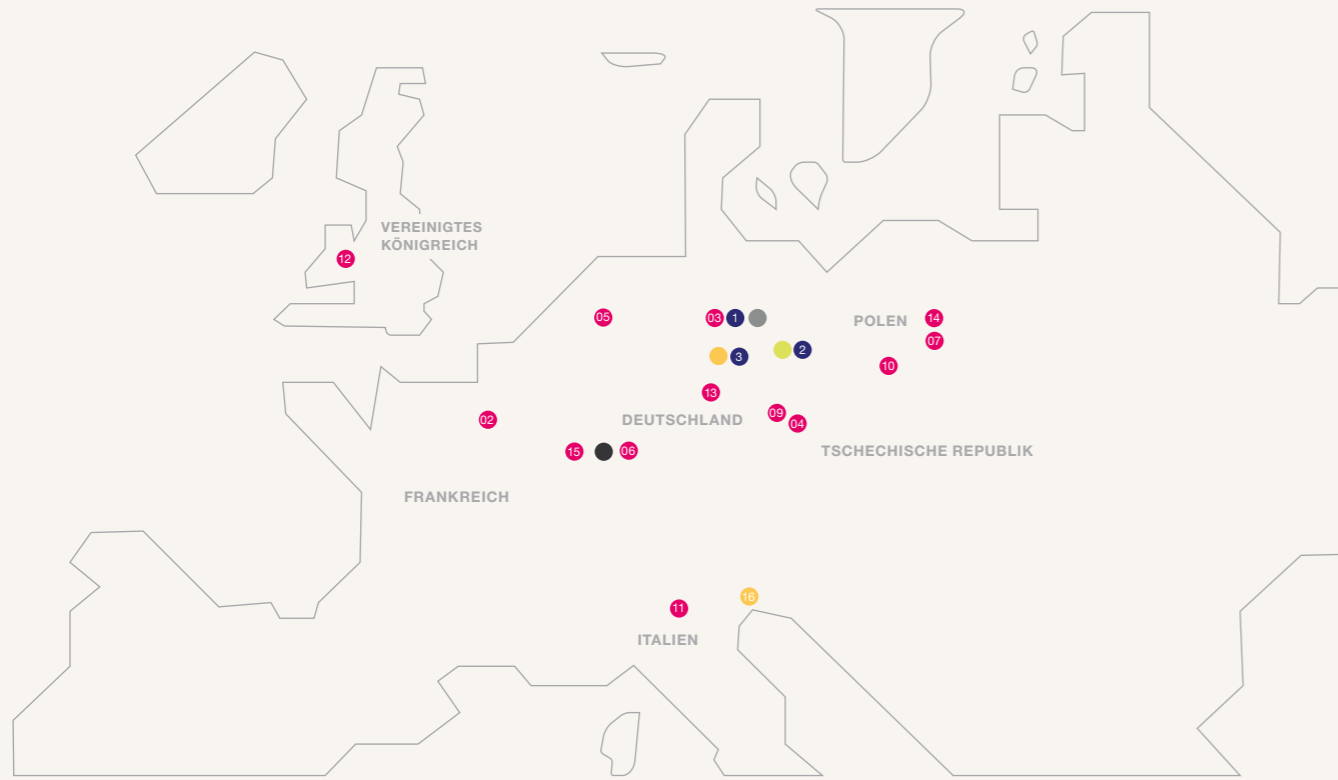 VEREINIGTES
KÖNIGREICH
12
05
03 1
POLEN
14
07
3
2
10
13
09
04
DEUTSCHLAND
02
15
06
TSCHECHISCHE REPUBLIK
FRANKREICH
16
11
ITALIEN